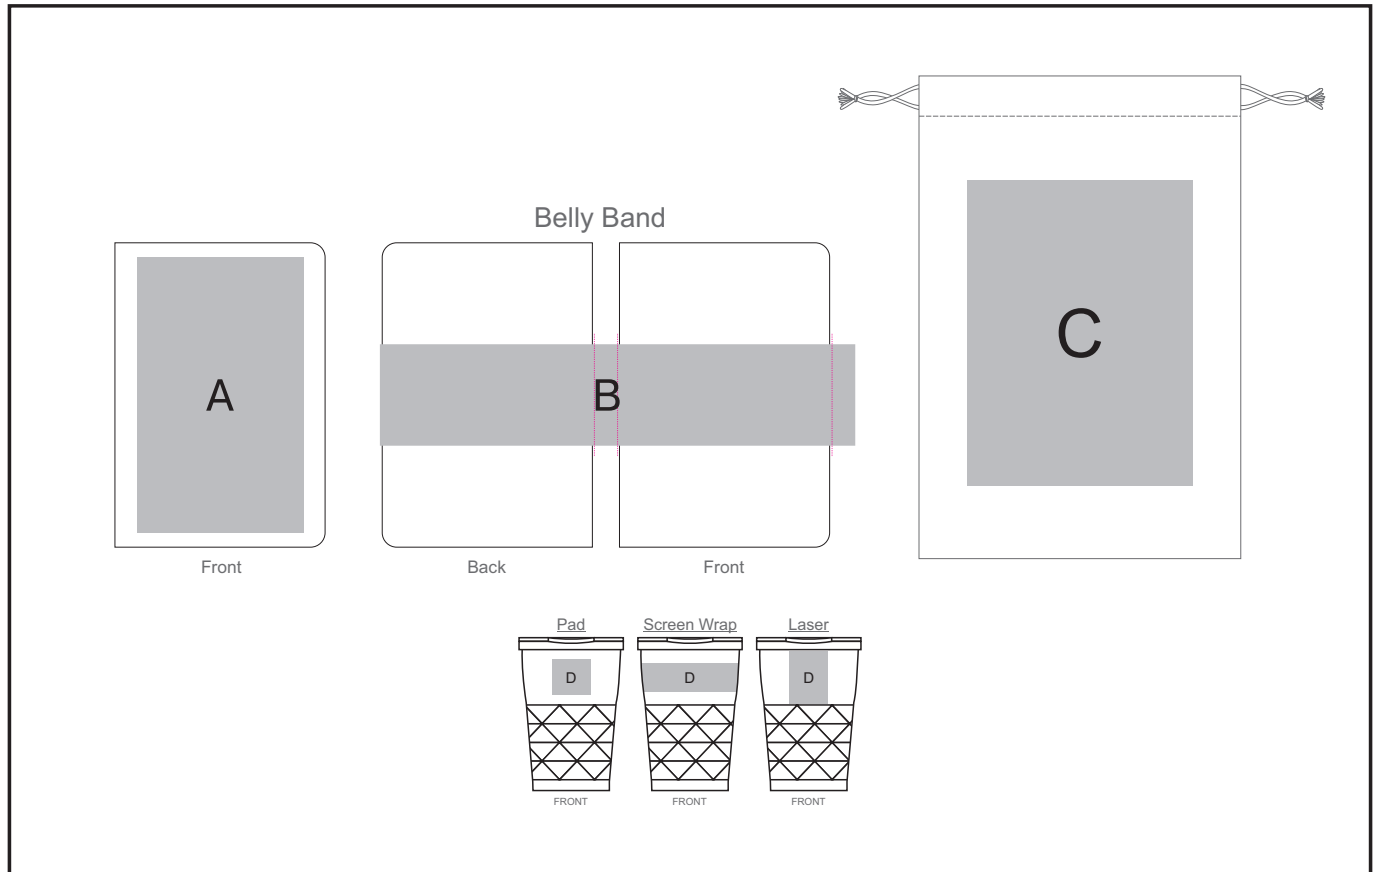 Belly Band
A
B
C
Front
Back
Front
Pad
Screen Wrap
Laser
D
D
D
FRONT
FRONT
FRONT